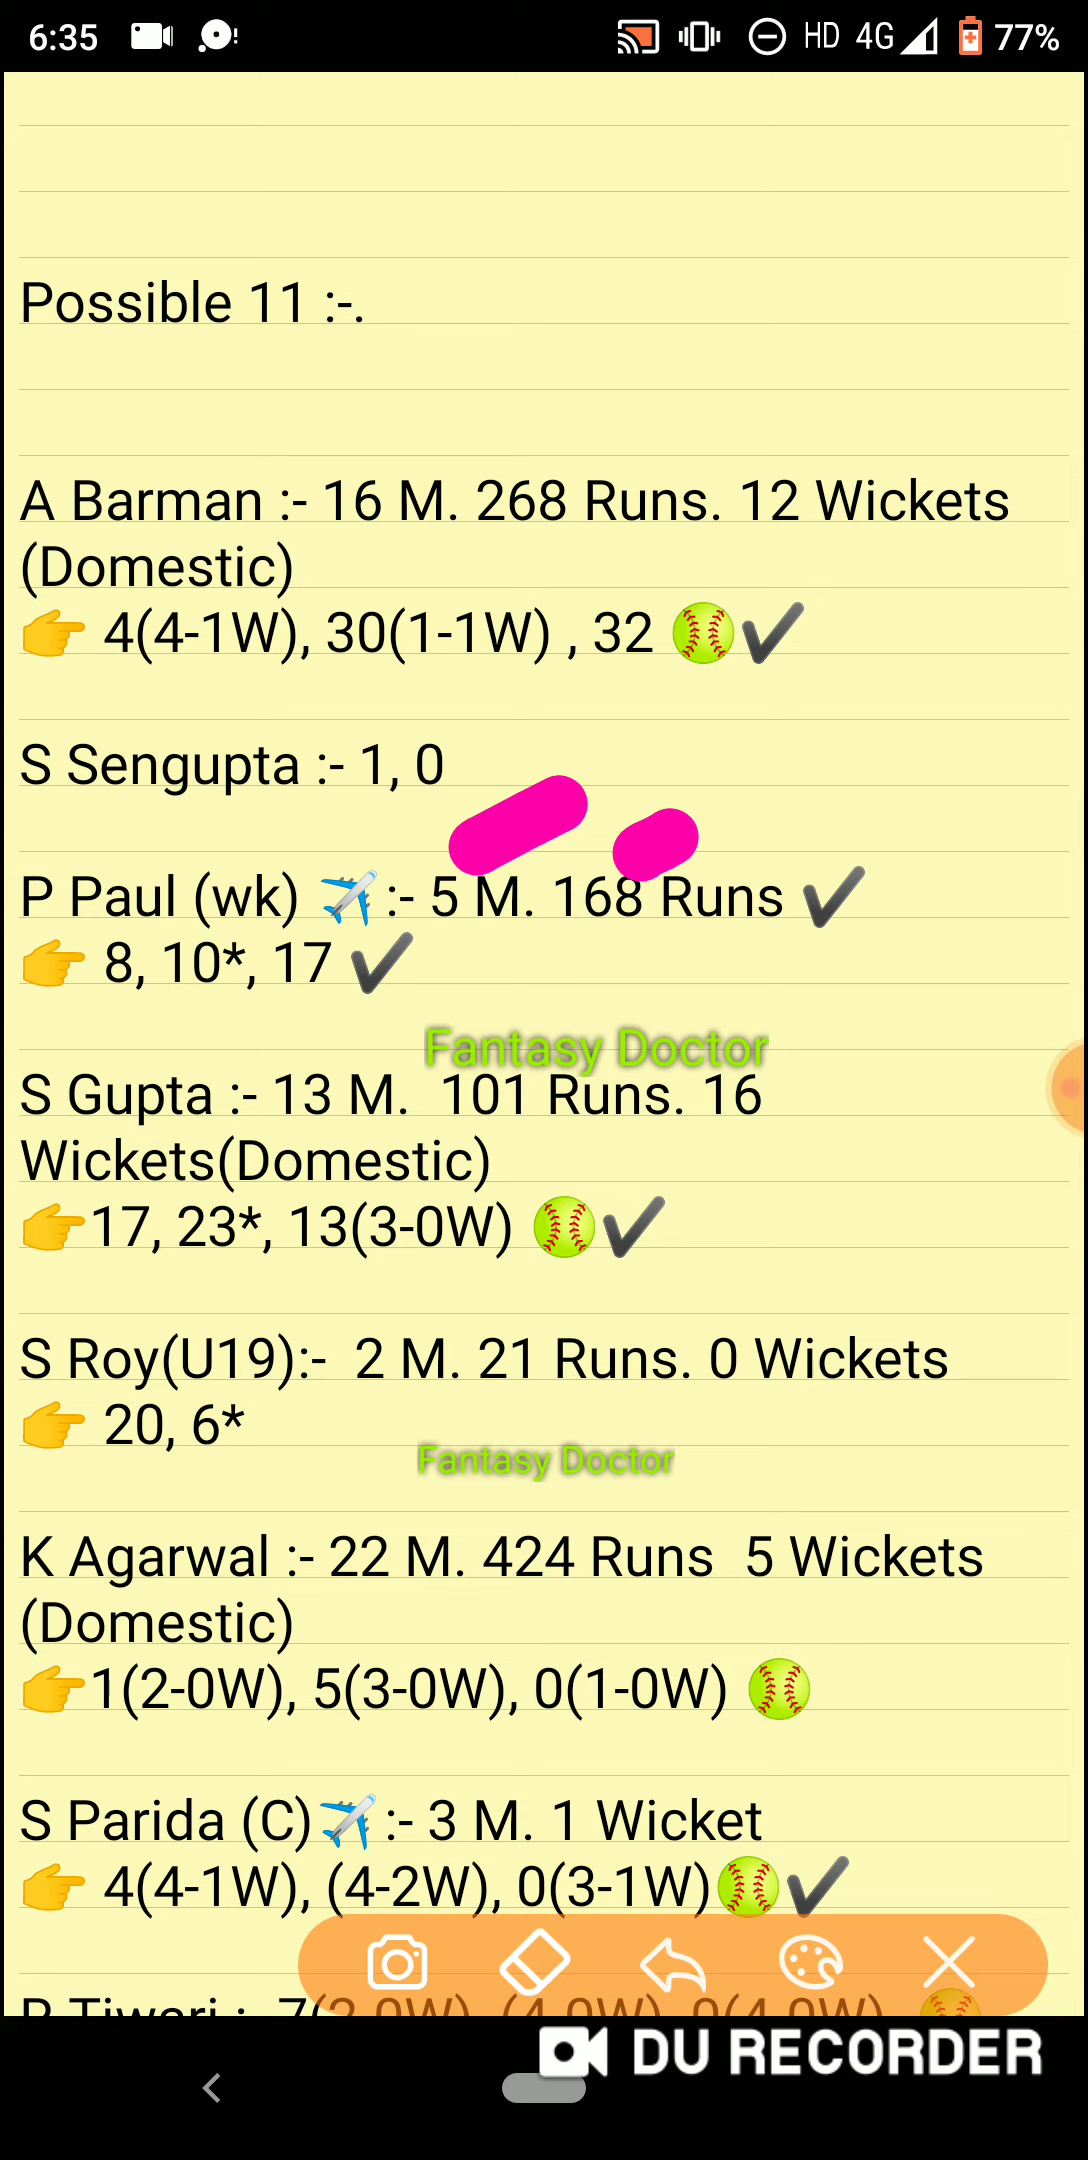 6:35 HD 4G 77%
Possible 11 :-.
A Barman :- 16 M. 268 Runs. 12 Wickets
(Domestic)
👉 4(4-1W), 30(1-1W) , 32 🥎✔️
S Sengupta :- 1, 0
P Paul (wk) ✈️ :- 5 M. 168 Runs ✔️
👉 8, 10*, 17 ✔️
Fantasy Doctor
S Gupta :- 13 M.  101 Runs. 16
Wickets(Domestic)
👉17, 23*, 13(3-0W) 🥎✔️
S Roy(U19):-  2 M. 21 Runs. 0 Wickets
👉 20, 6*
Fantasy Doctor
K Agarwal :- 22 M. 424 Runs  5 Wickets
(Domestic)
👉1(2-0W), 5(3-0W), 0(1-0W) 🥎
S Parida (C)✈️ :- 3 M. 1 Wicket
👉 4(4-1W), (4-2W), 0(3-1W)🥎✔️
Tiwari :- 7(
DU RECORDER